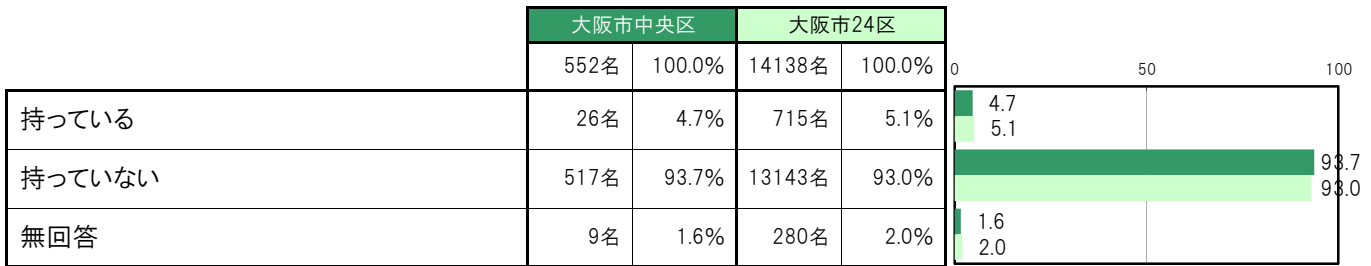 大阪市中央区 大阪市24区
552名 100.0% 14138名 100.0% 0 50 100
持っている 26名 4.7% 715名 5.1% 4.7
5.1
持っていない 517名 93.7% 13143名 93.0% 93.7
93.0
無回答 9名 1.6% 280名 2.0% 1.6
2.0